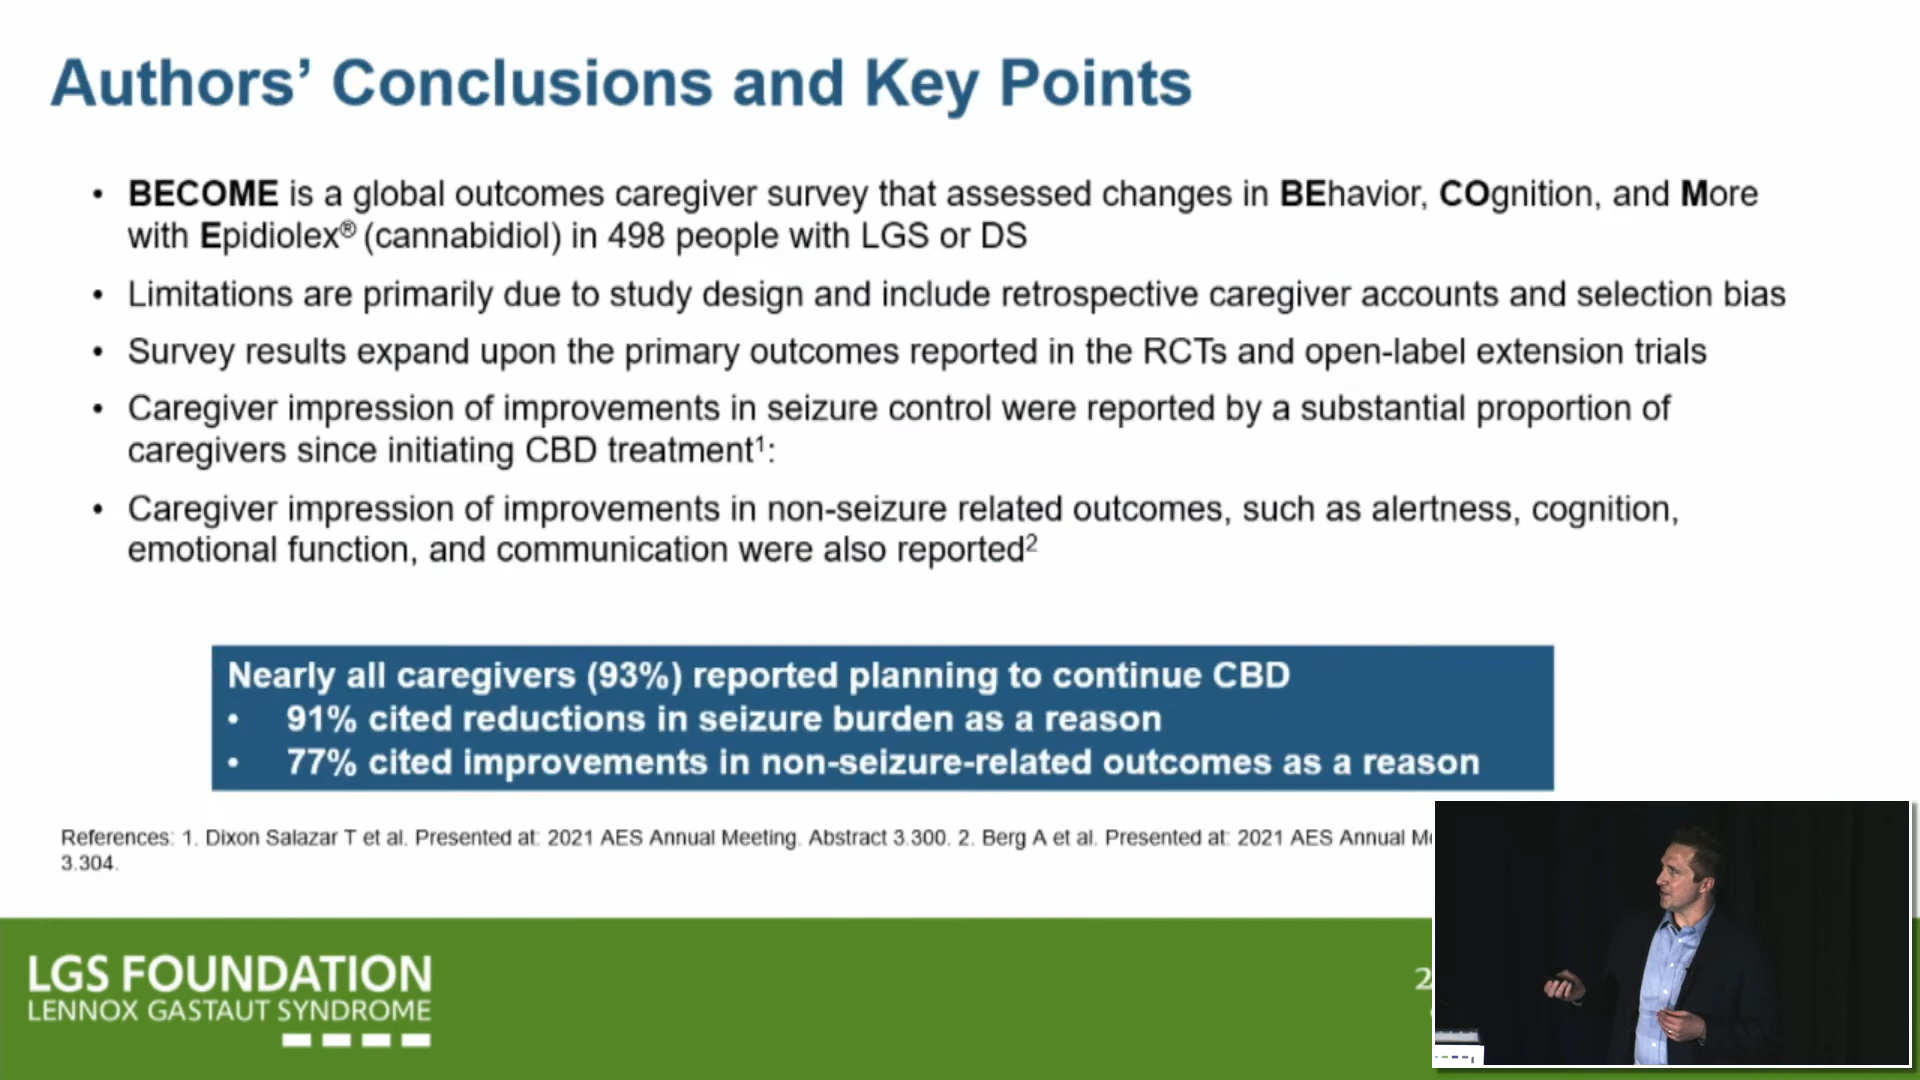 Authors’ Conclusions and Key Points
• BECOME is a global outcomes caregiver survey that assessed changes in BEhavior, COgnition, and More
with Epidiolex® (cannabidiol) in 498 people with LGS or DS
• Limitations are primarily due to study design and include retrospective caregiver accounts and selection bias
• Survey results expand upon the primary outcomes reported in the RCTs and open-label extension trials
• Caregiver impression of improvements in seizure control were reported by a substantial proportion of
caregivers since initiating CBD treatment¹:
• Caregiver impression of improvements in non-seizure related outcomes, such as alertness, cognition,
emotional function, and communication were also reported²
Nearly all caregivers (93%) reported planning to continue CBD
• 91% cited reductions in seizure burden as a reason
• 77% cited improvements in non-seizure-related outcomes as a reason
References: 1. Dixon Salazar T et al. Presented at: 2021 AES Annual Meeting. Abstract 3.300. 2. Berg A et al. Presented at: 2021 AES Annual
3.304.
LGS FOUNDATION
LENNOX GASTAUT SYNDROME